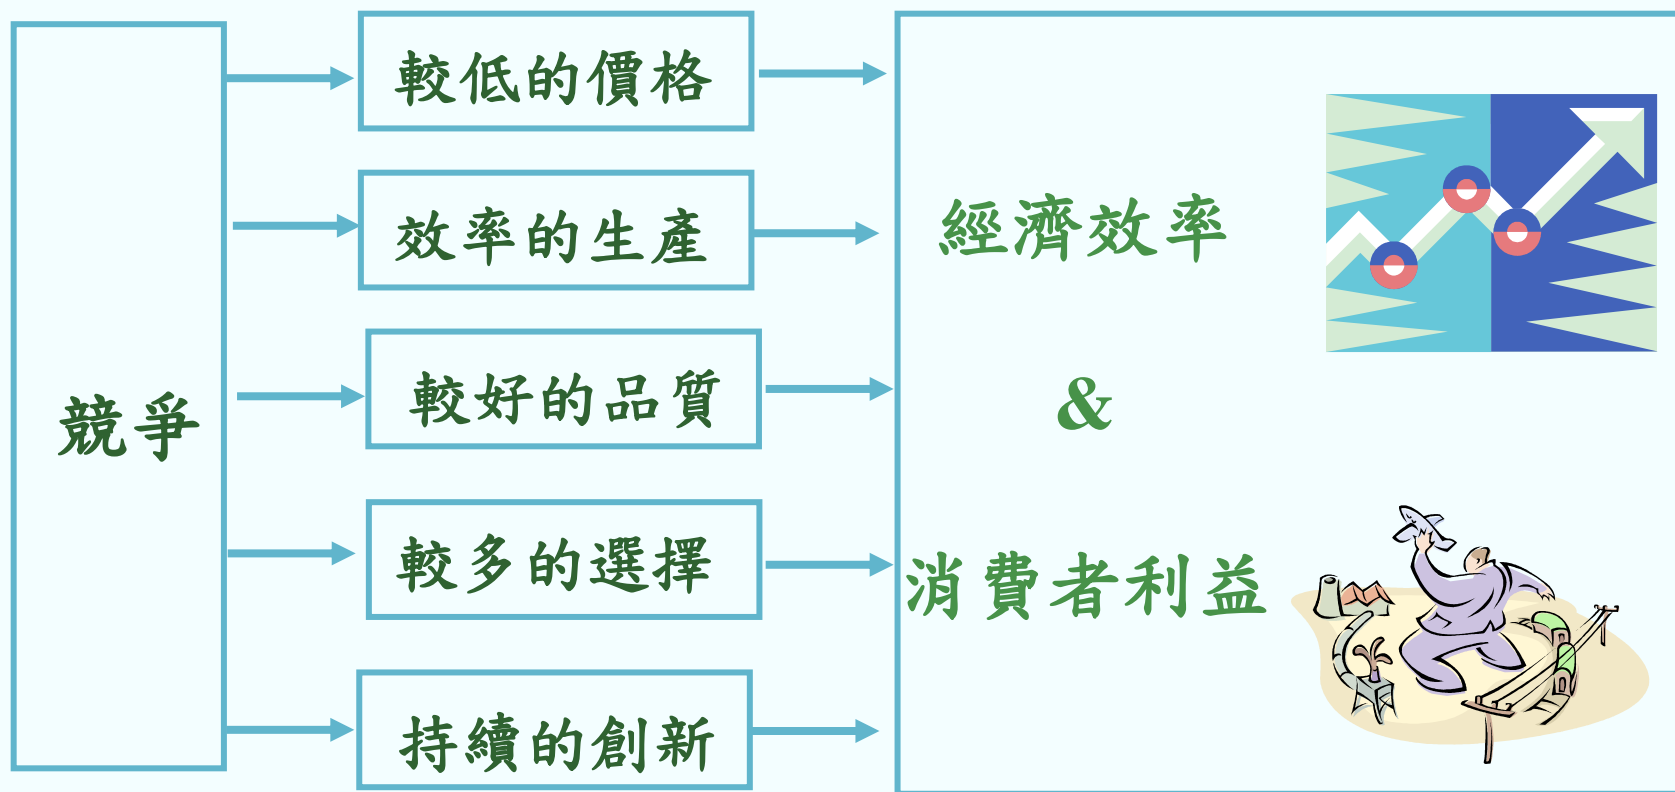 競爭
較低的價格
效率的生產
較好的品質
較多的選擇
持續的創新
經濟效率
&
消費者利益